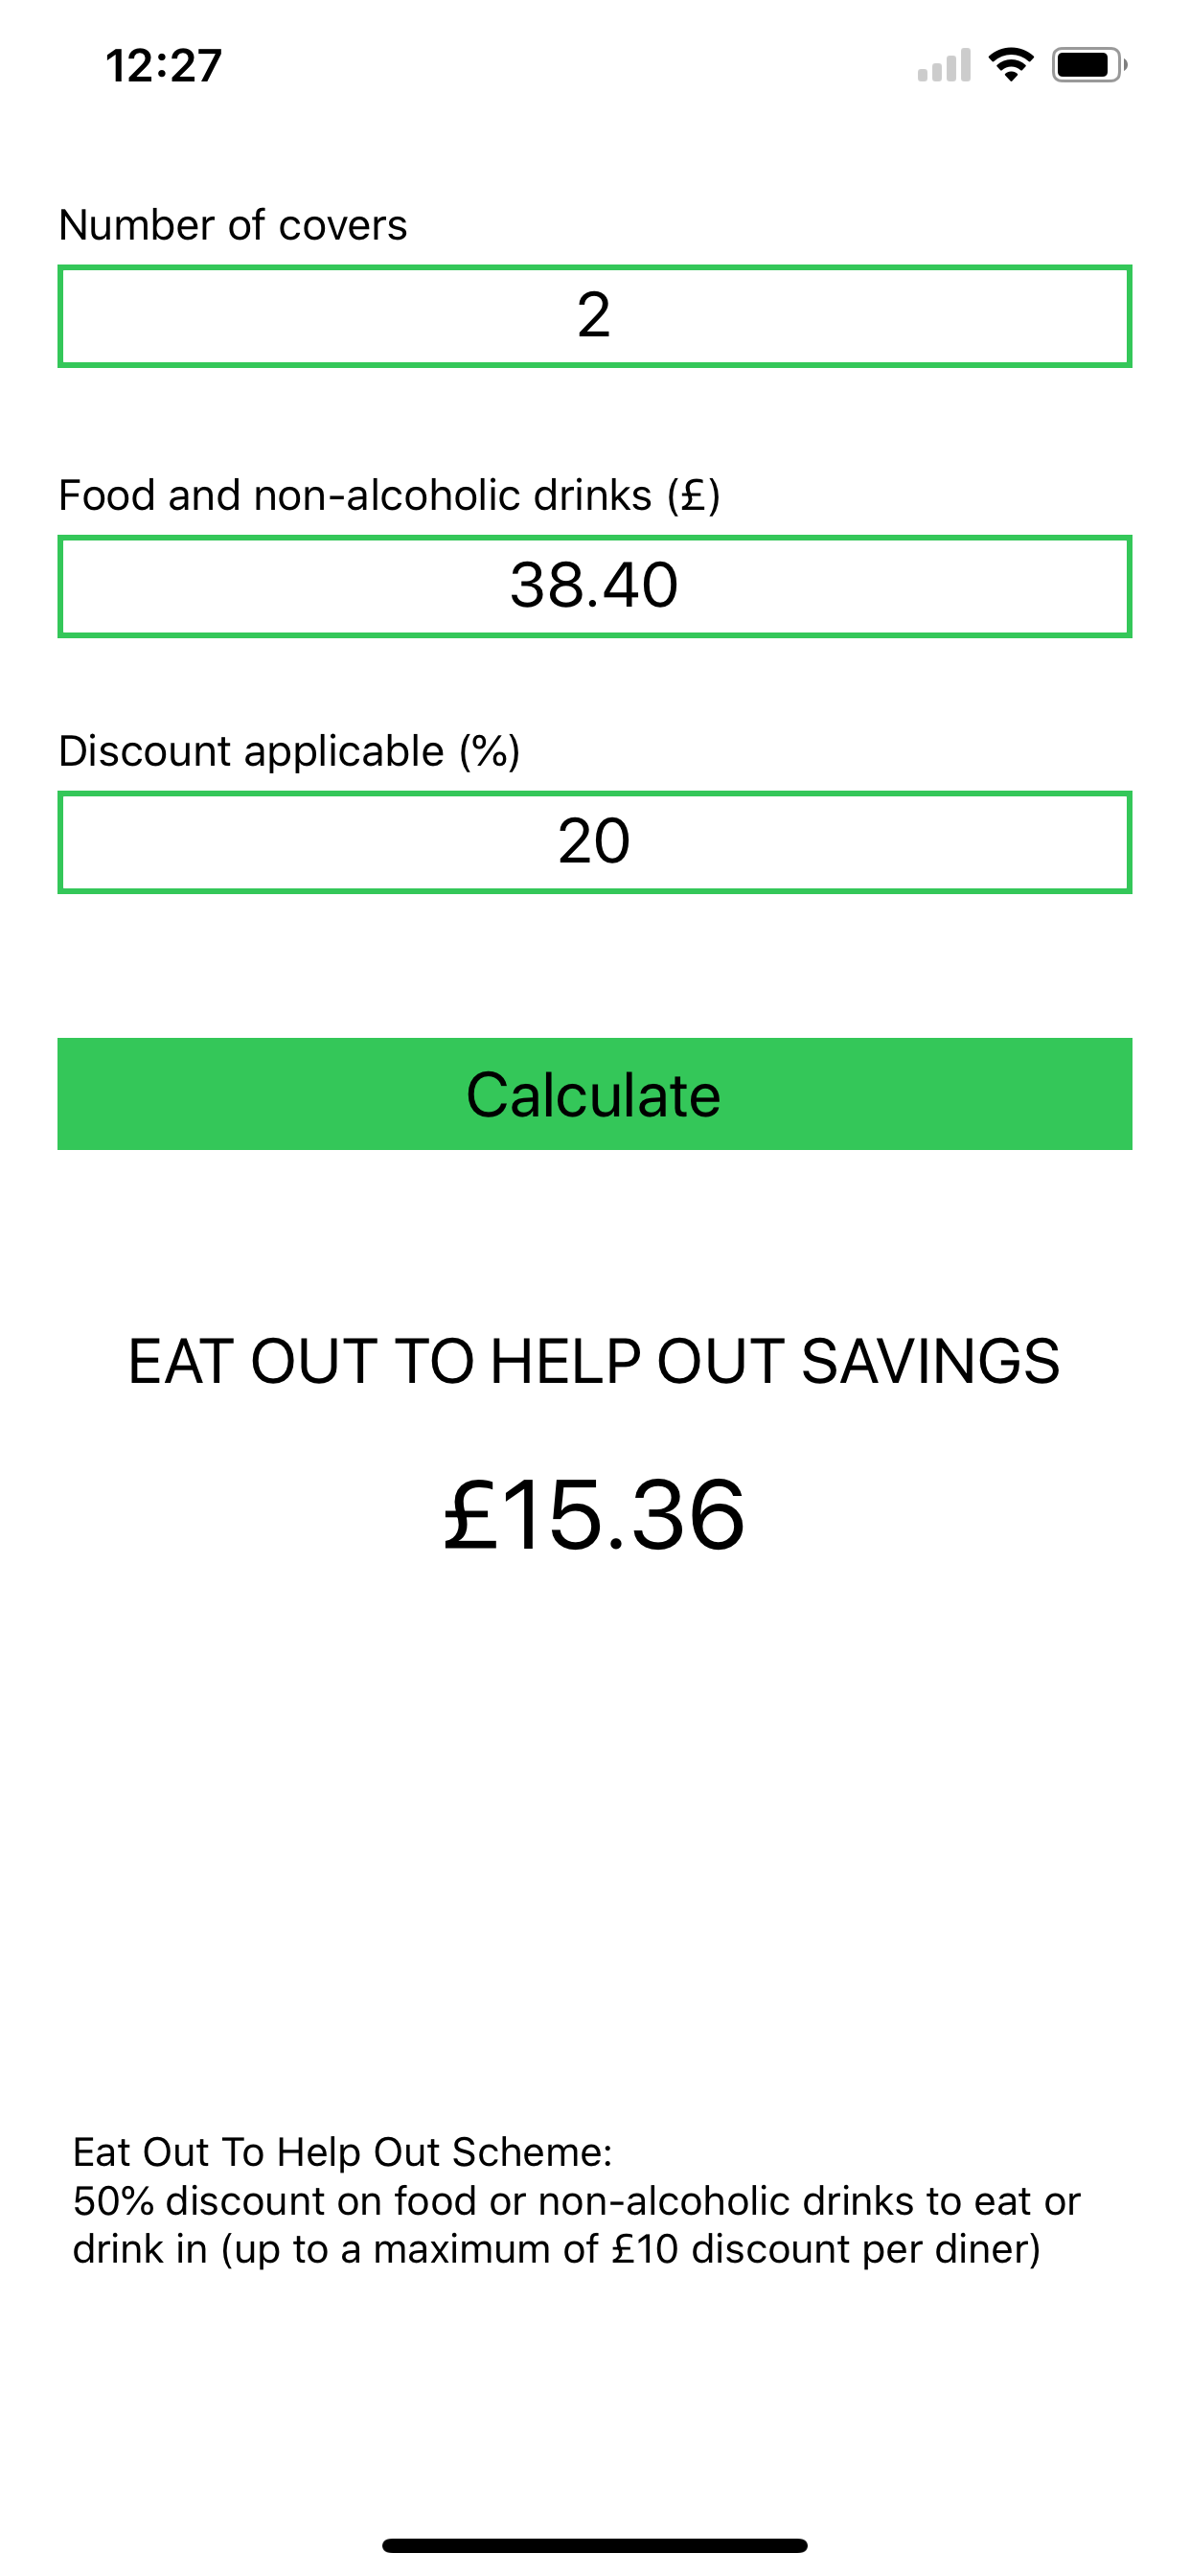 12:27
Number of covers
2
Food and non-alcoholic drinks (£)
38.40
Discount applicable (%)
20
Calculate
EAT OUT TO HELP OUT SAVINGS
£15.36
Eat Out To Help Out Scheme:
50% discount on food or non-alcoholic drinks to eat or
drink in (up to a maximum of £10 discount per diner)